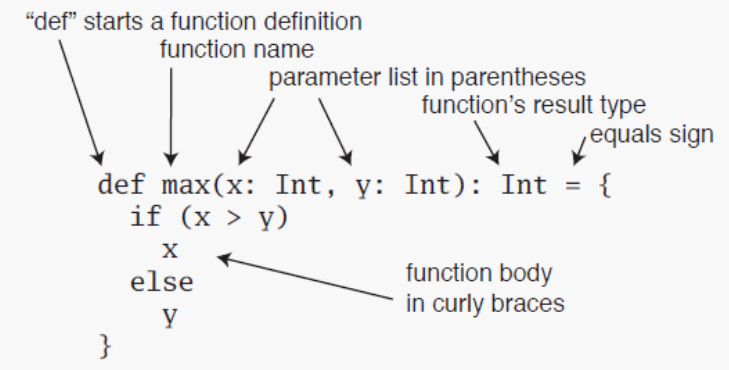 “def” starts a function definition
function name
parameter list in parentheses
function’s result type
equals sign
def max(x: Int, y: Int): Int = {
if (x > y)
x
else
y
}
function body
in curly braces